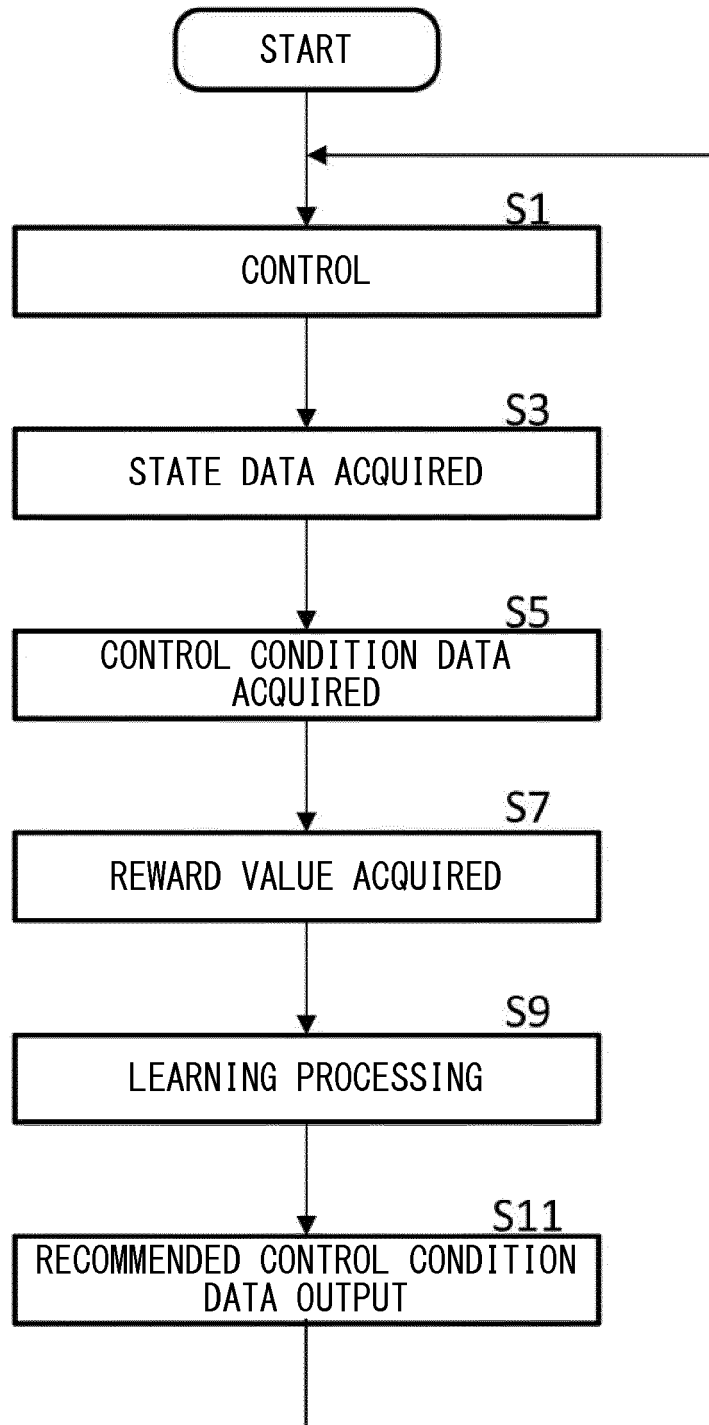 START
S1
CONTROL
S3
STATE DATA ACQUIRED
S5
CONTROL CONDITION DATA
ACQUIRED
S7
REWARD VALUE ACQUIRED
S9
LEARNING PROCESSING
S11
RECOMMENDED CONTROL CONDITION
DATA OUTPUT